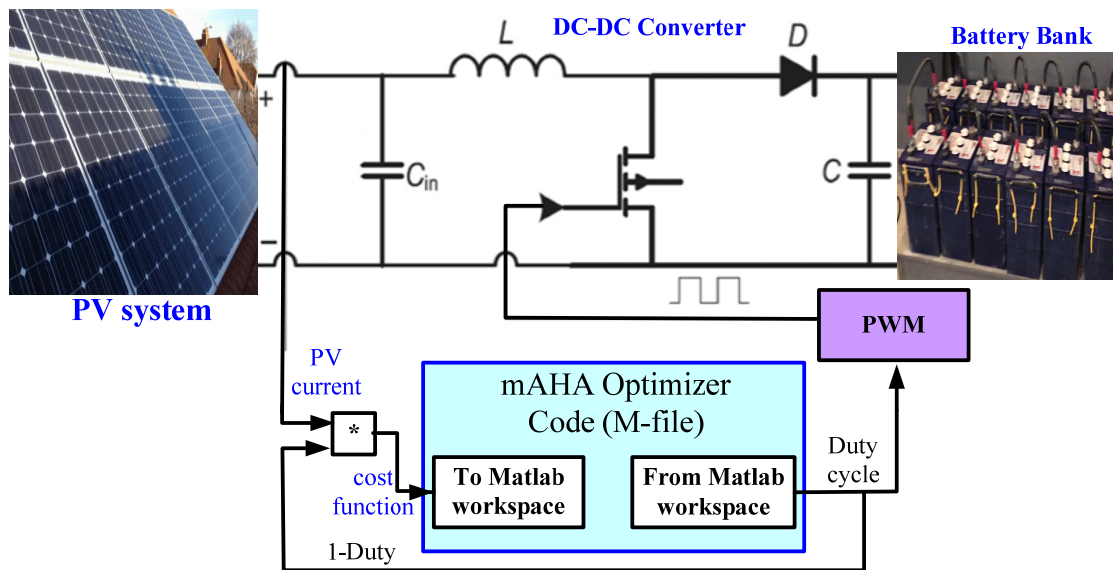 DC-DC Converter
Battery Bank
L
D
+
C
in
C
−
PV system
PWM
PV
current
mAHA Optimizer
Code (M-file)
*
To Matlab
workspace
From Matlab
workspace
Duty
cycle
cost
function
1-Duty